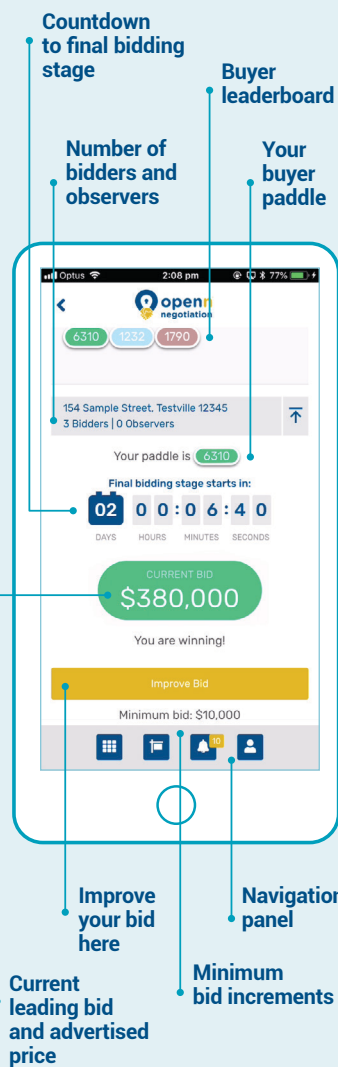 Countdown
to final bidding
stage
Buyer
leaderboard
Number of
bidders and
observers
Your
buyer
paddle
Optus 2:08 pm 77%
openn
negotiation
6310 1232 1790
154 Sample Street, Testville 12345
3 Bidders | 0 Observers
Your paddle is 6310
Final bidding stage starts in:
02 0 0 : 0 6 : 4 0
DAYS HOURS MINUTES SECONDS
CURRENT BID
$380,000
You are winning!
Improve Bid
Minimum bid: $10,000
10
Improve
your bid
here
Navigation
panel
Minimum
bid increments
Current
leading bid
and advertised
price